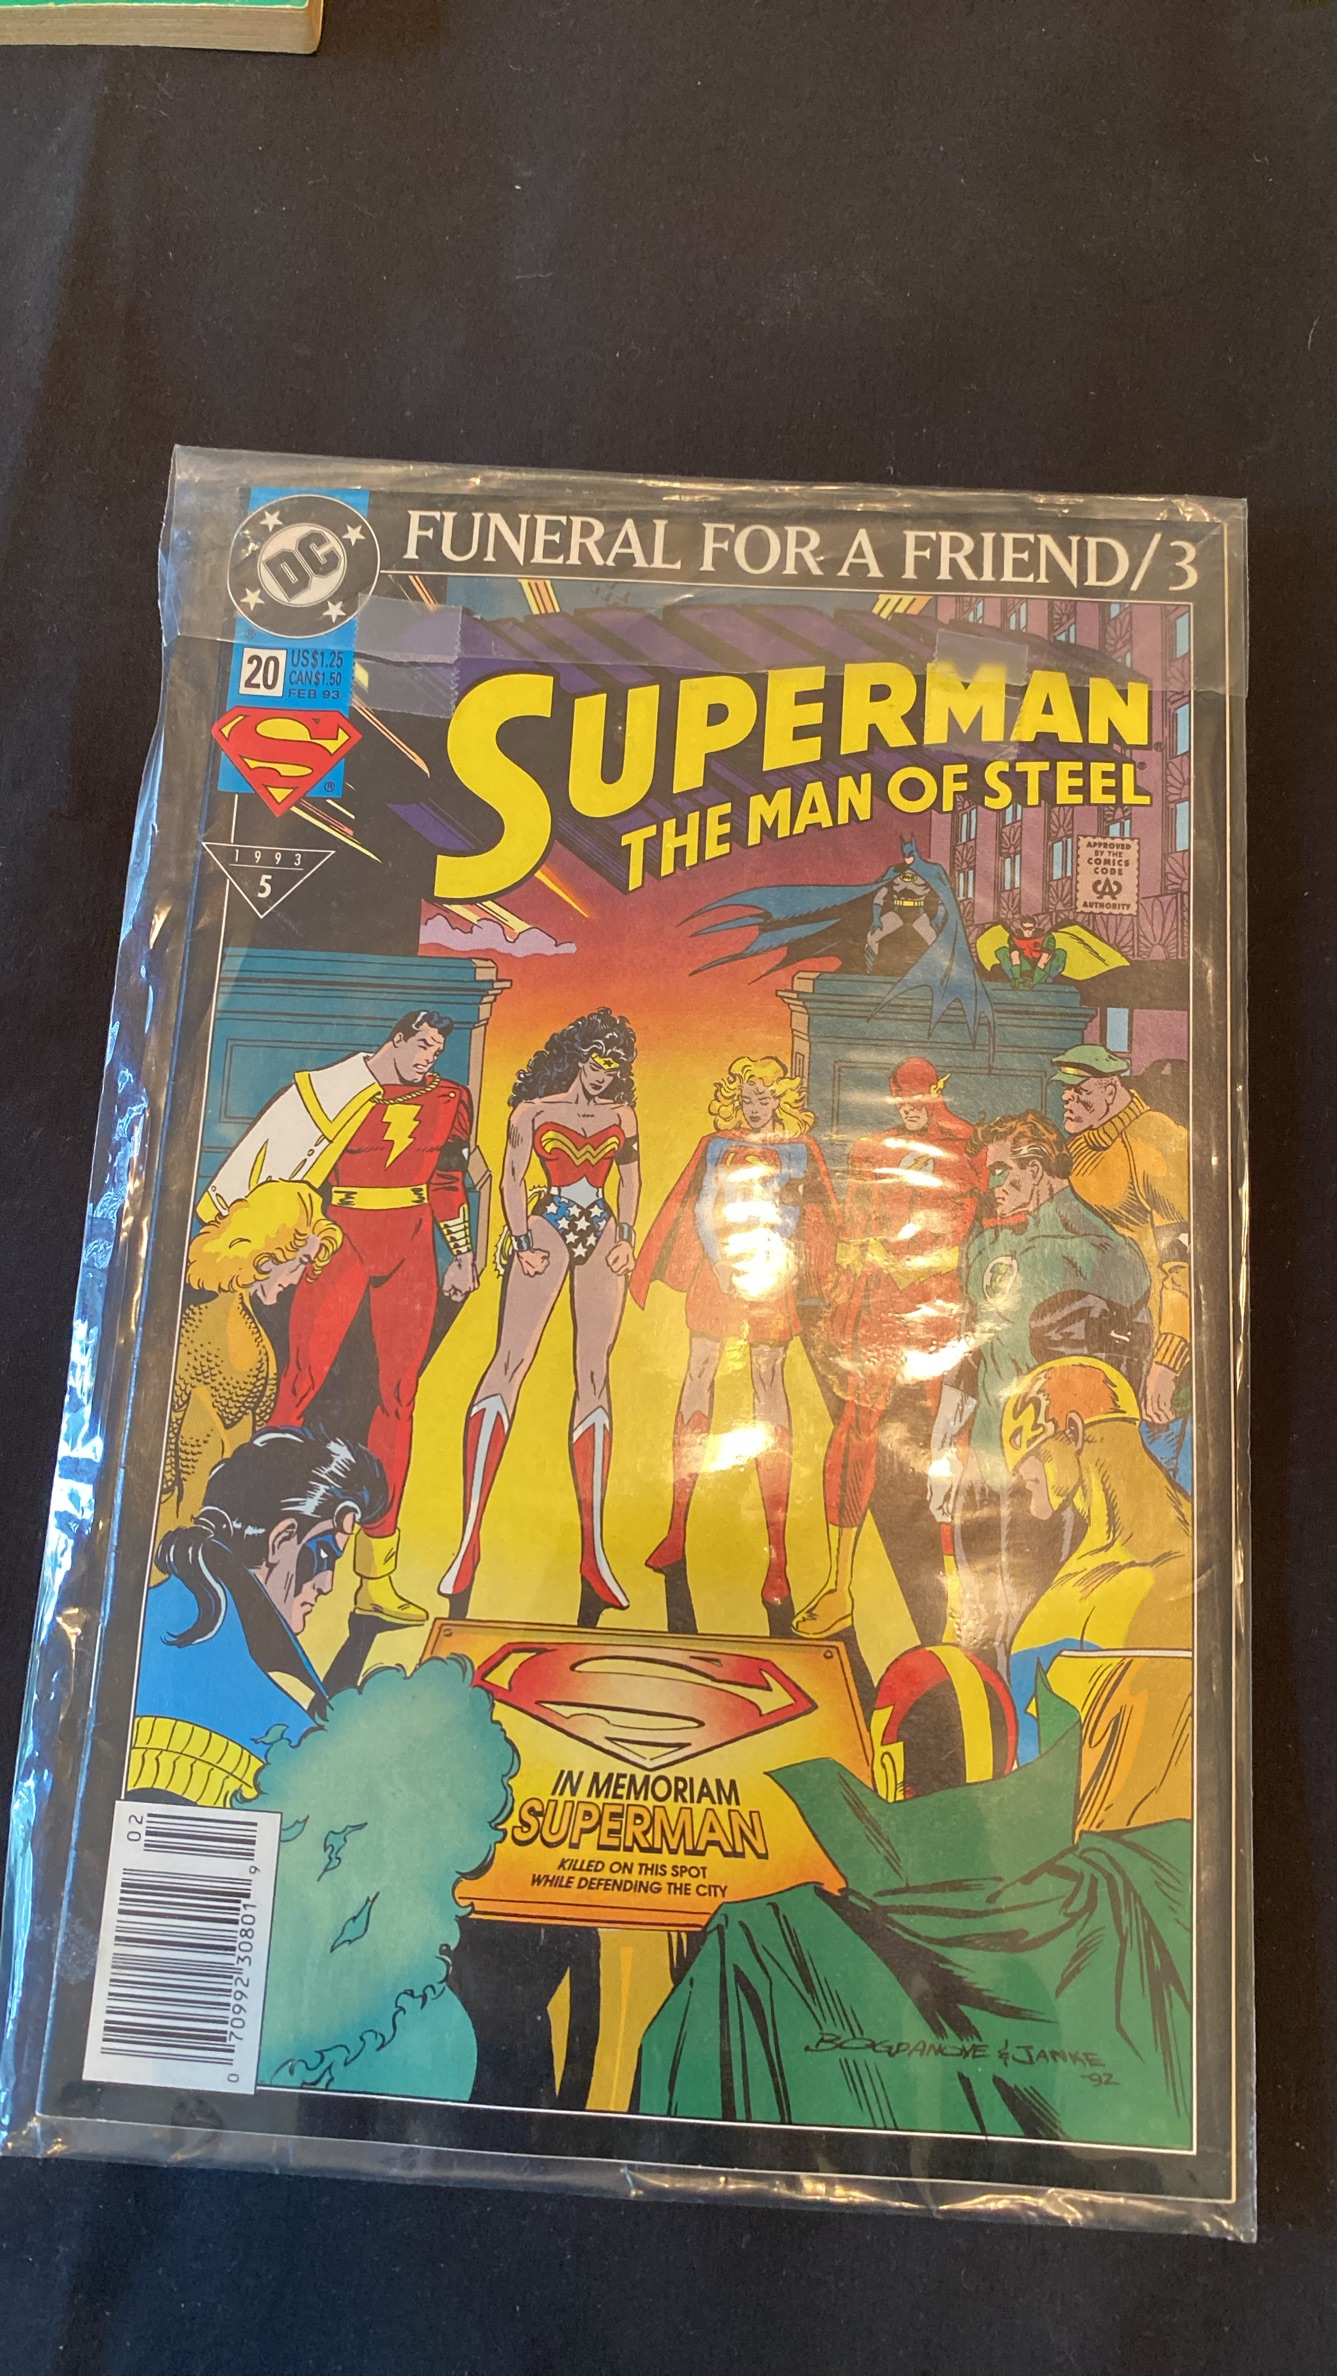 DC
FUNERAL FOR A FRIEND/3
20
US $1.25
CAN $1.50
FEB 93
S
1993
5
SUPERMAN
THE MAN OF STEEL
APPROVED
BY THE
COMICS
CODE
CA
AUTHORITY
IN MEMORIAM
SUPERMAN
KILLED ON THIS SPOT
WHILE DEFENDING THE CITY
02
0 70992 30801 9
BOGDANOVE & JANKE
'92